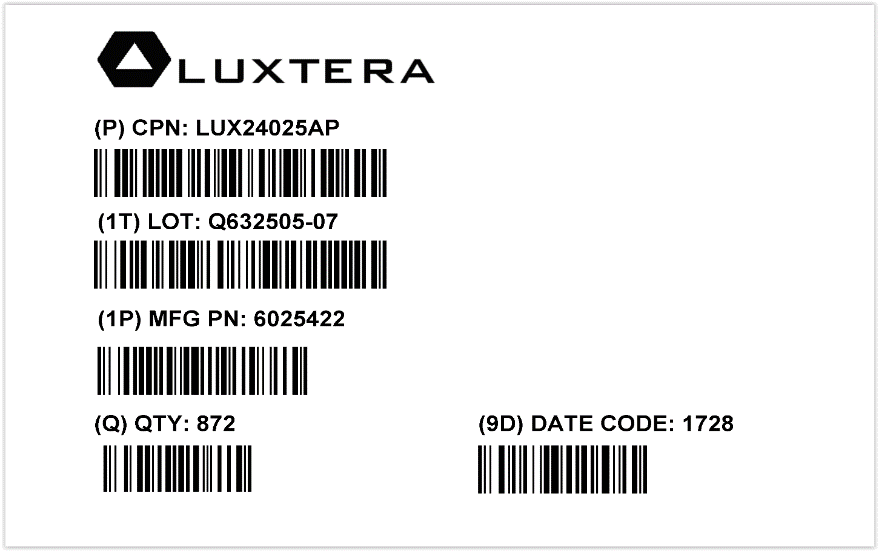 LUXTERA
(P) CPN: LUX24025AP
(1T) LOT: Q632505-07
(1P) MFG PN: 6025422
(Q) QTY: 872
(9D) DATE CODE: 1728